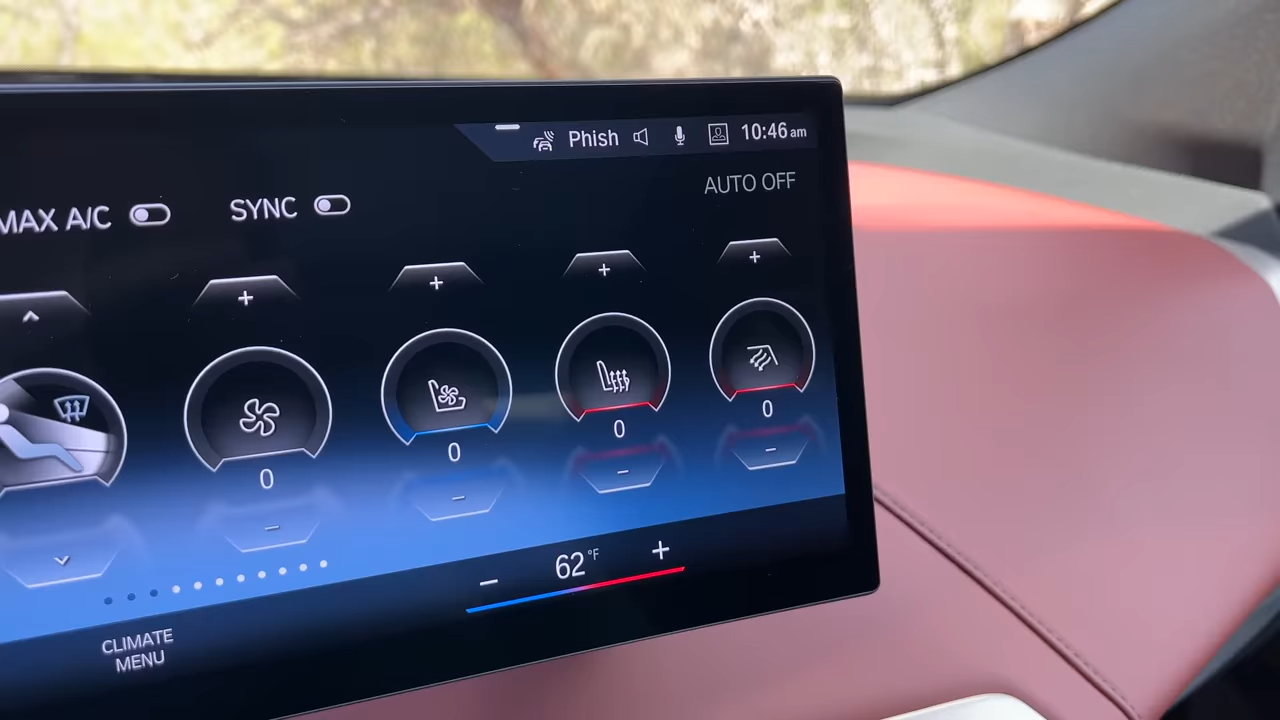 Phish 10:46 am
AUTO OFF
MAX A/C
SYNC
+
+
+
+
0
0
0
0
−
−
−
−
− 62 °F +
CLIMATE
MENU